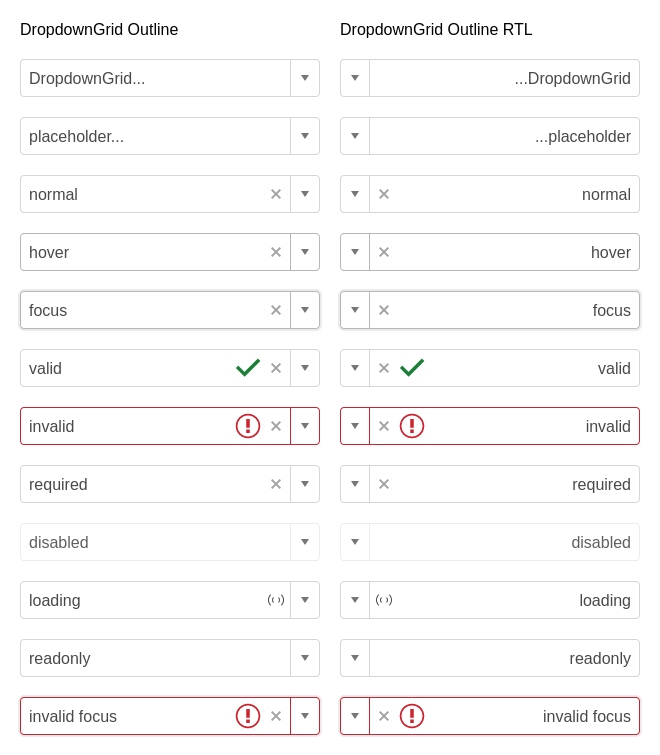 DropdownGrid Outline
DropdownGrid Outline RTL
DropdownGrid...
...DropdownGrid
placeholder...
...placeholder
normal
normal
hover
hover
focus
focus
valid
valid
invalid
invalid
required
required
disabled
disabled
loading
loading
readonly
readonly
invalid focus
invalid focus